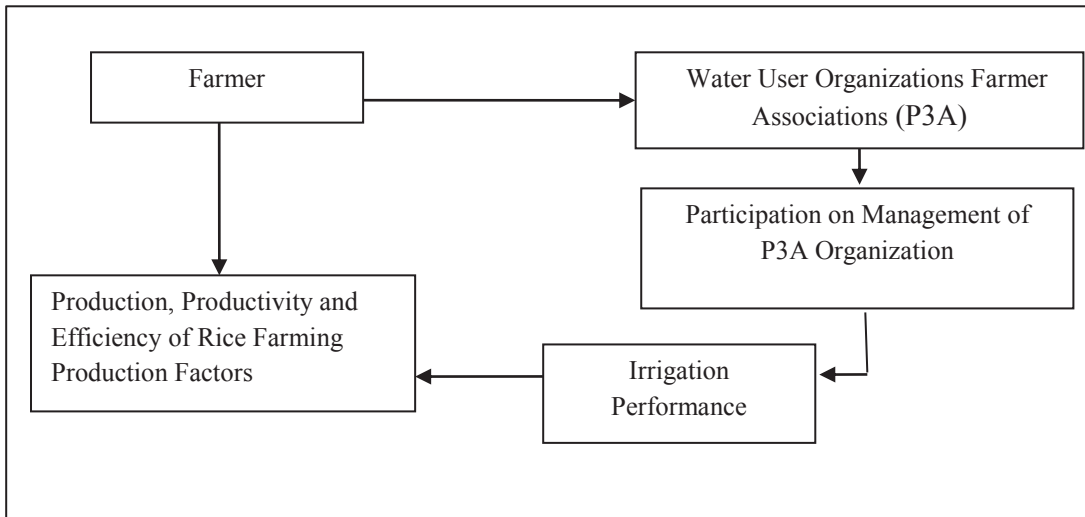 Farmer
Water User Organizations Farmer
Associations (P3A)
Participation on Management of
P3A Organization
Production, Productivity and
Efficiency of Rice Farming
Production Factors
Irrigation
Performance